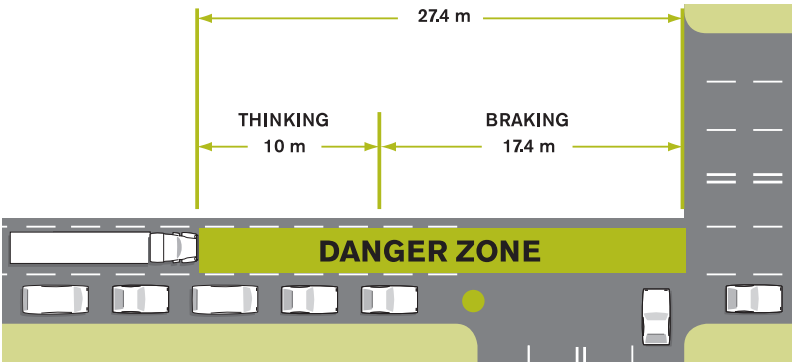 27.4 m
THINKING
10 m
BRAKING
17.4 m
DANGER ZONE